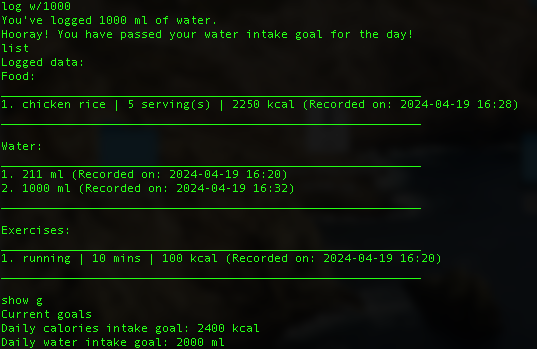 log w/1000
You've logged 1000 ml of water.
Hooray! You have passed your water intake goal for the day!
list
Logged data:
Food:
1. chicken rice | 5 serving(s) | 2250 kcal (Recorded on: 2024-04-19 16:28)
Water:
1. 211 ml (Recorded on: 2024-04-19 16:20)
2. 1000 ml (Recorded on: 2024-04-19 16:32)
Exercises:
1. running | 10 mins | 100 kcal (Recorded on: 2024-04-19 16:20)
show g
Current goals
Daily calories intake goal: 2400 kcal
Daily water intake goal: 2000 ml